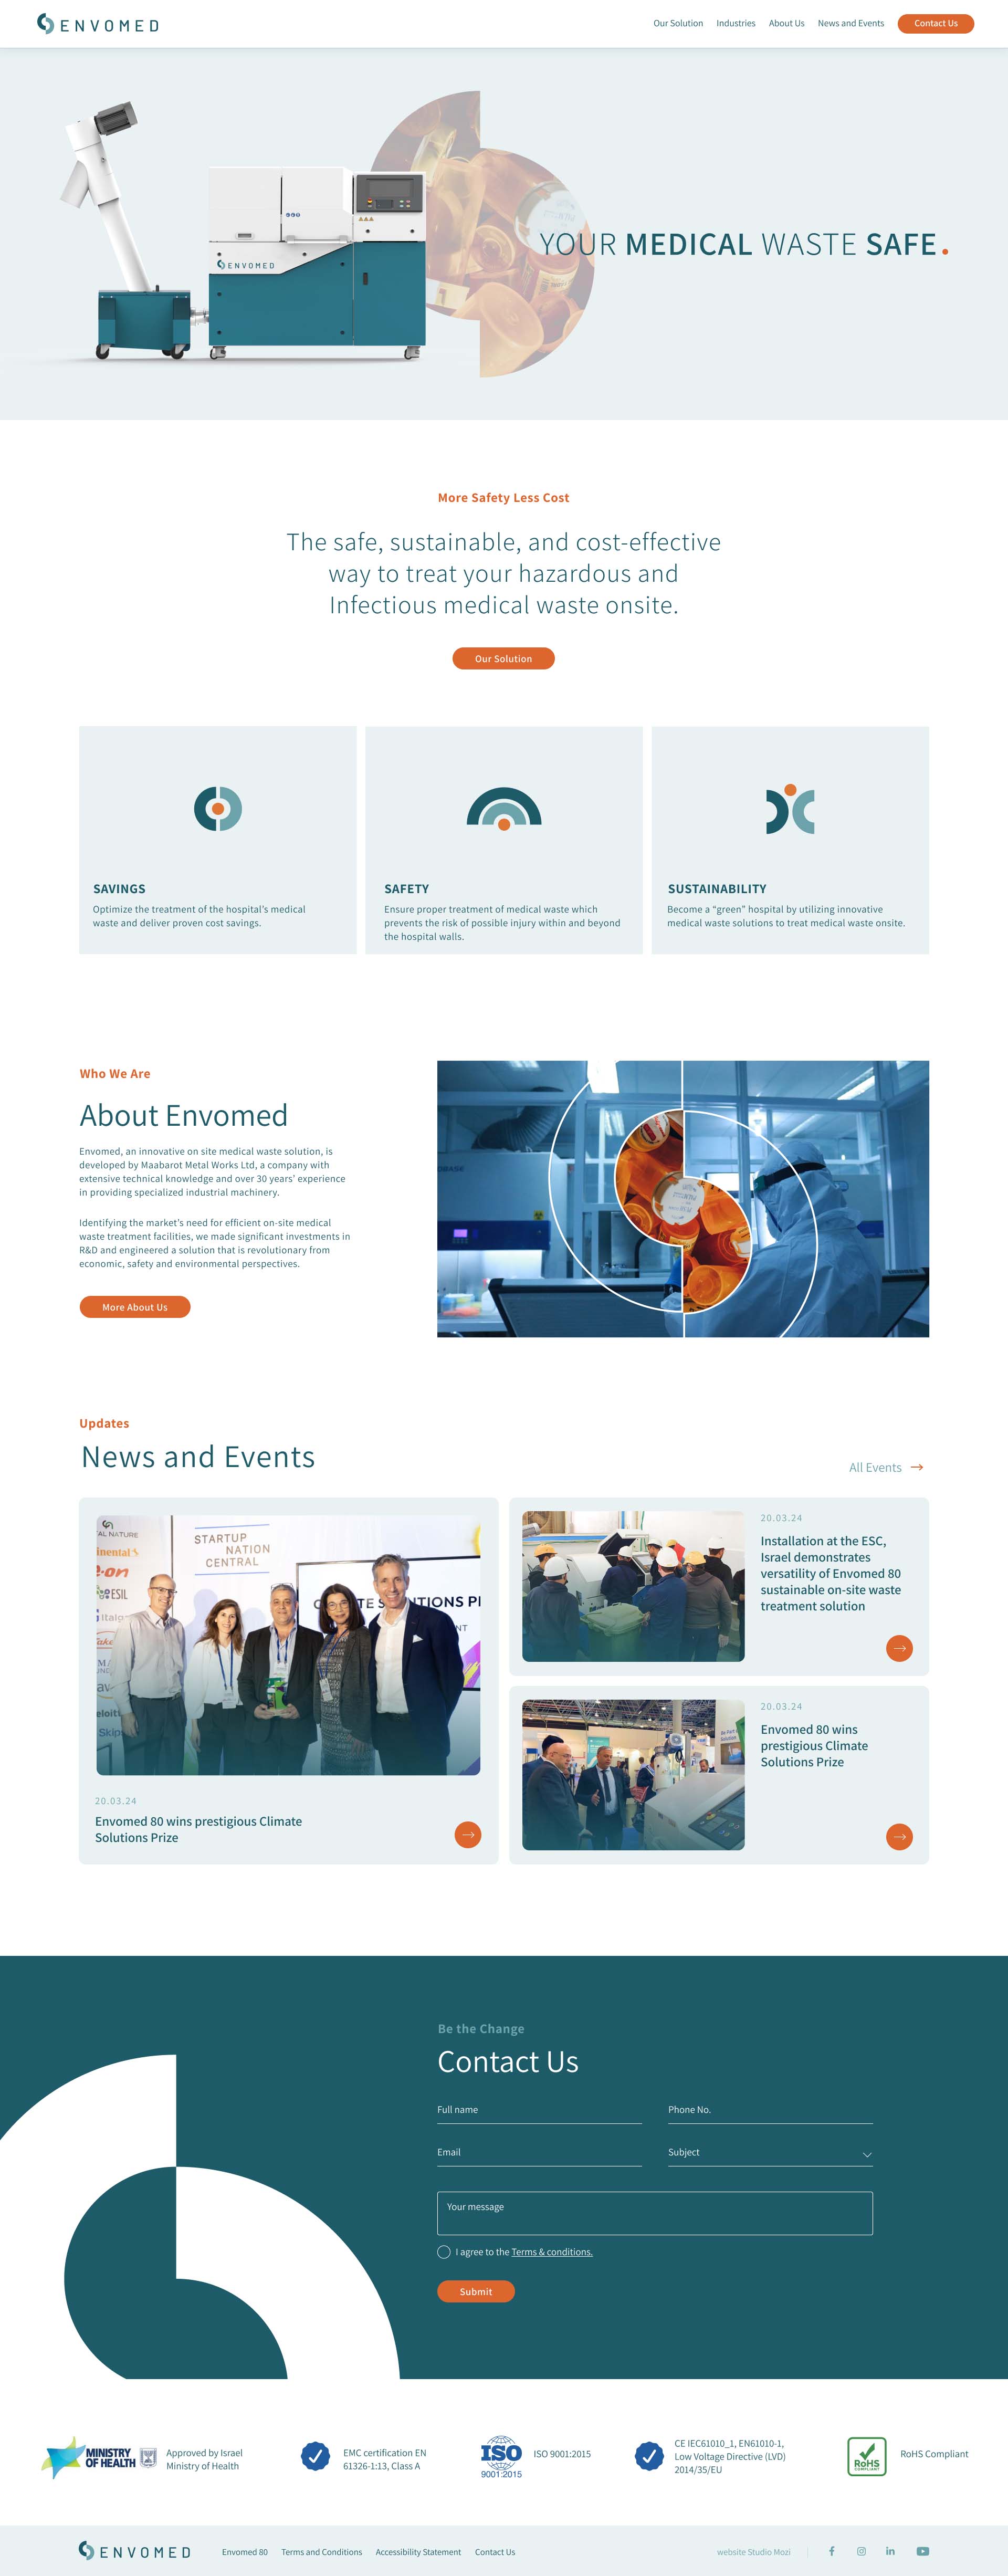 ENVOMED
Our Solution
Industries
About Us
News and Events
Contact Us
ENVOMED
YOUR MEDICAL WASTE SAFE.
More Safety Less Cost
The safe, sustainable, and cost-effective
way to treat your hazardous and
Infectious medical waste onsite.
Our Solution
SAVINGS
Optimize the treatment of the hospital's medical
waste and deliver proven cost savings.
SAFETY
Ensure proper treatment of medical waste which
prevents the risk of possible injury within and beyond
the hospital walls.
SUSTAINABILITY
Become a “green” hospital by utilizing innovative
medical waste solutions to treat medical waste onsite.
Who We Are
About Envomed
Envomed, an innovative on site medical waste solution, is
developed by Maabarot Metal Works Ltd, a company with
extensive technical knowledge and over 30 years' experience
in providing specialized industrial machinery.
Identifying the market's need for efficient on-site medical
waste treatment facilities, we made significant investments in
R&D and engineered a solution that is revolutionary from
economic, safety and environmental perspectives.
More About Us
Updates
News and Events
All Events
STARTUP
NATION
CENTRAL
20.03.24
Envomed 80 wins prestigious Climate
Solutions Prize
20.03.24
Installation at the ESC,
Israel demonstrates
versatility of Envomed 80
sustainable on-site waste
treatment solution
20.03.24
Envomed 80 wins
prestigious Climate
Solutions Prize
Be the Change
Contact Us
Full name
Phone No.
Email
Subject
Your message
I agree to the Terms & conditions.
Submit
MINISTRY
OF HEALTH
Approved by Israel
Ministry of Health
EMC certification EN
61326-1:13, Class A
ISO
9001:2015
ISO 9001:2015
CE IEC61010_1, EN61010-1,
Low Voltage Directive (LVD)
2014/35/EU
RoHS
COMPLIANT
RoHS Compliant
ENVOMED
Envomed 80
Terms and Conditions
Accessibility Statement
Contact Us
website Studio Mozi